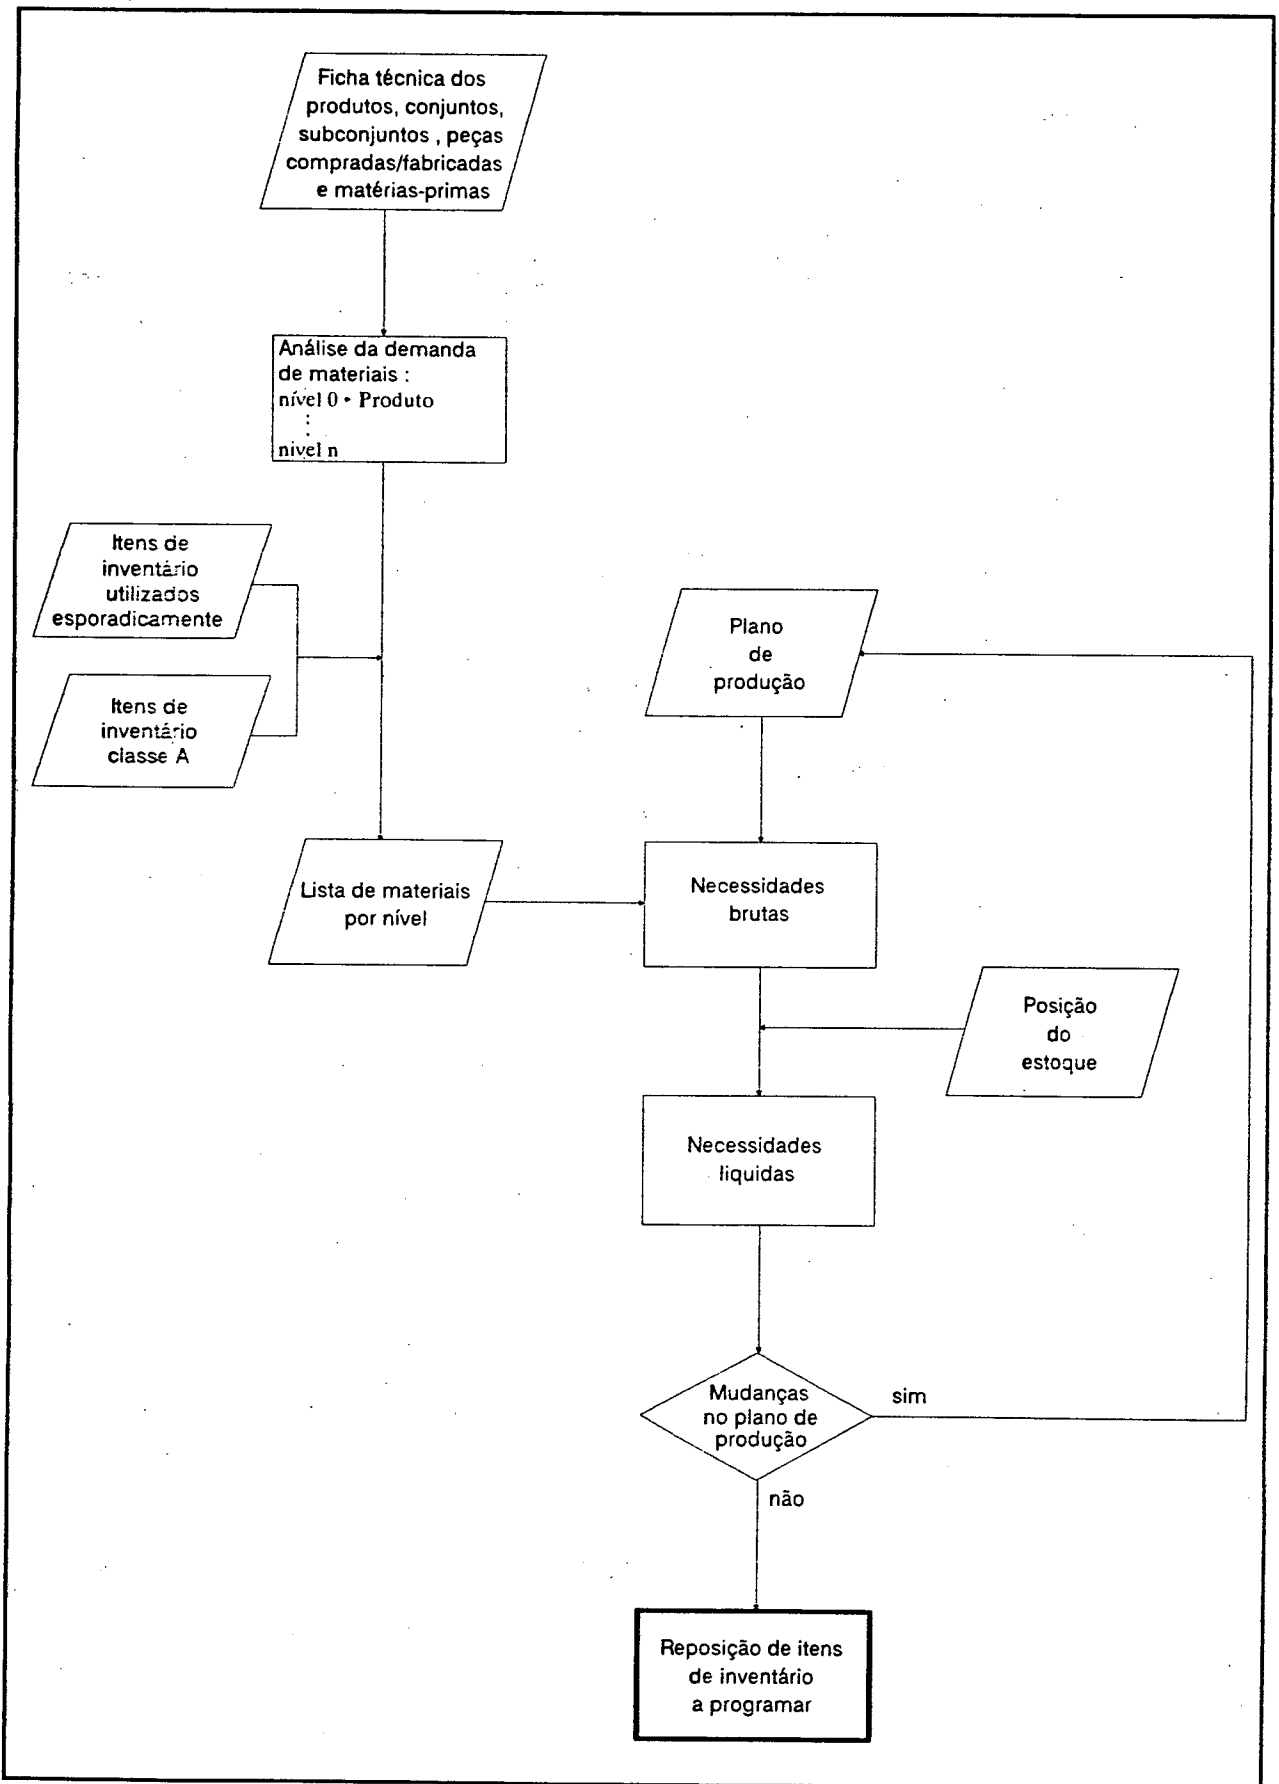 Ficha técnica dos
produtos, conjuntos,
subconjuntos , peças
compradas/fabricadas
e matérias-primas
Análise da demanda
de materiais :
nível 0 • Produto
⋮
nivel n
Itens de
inventário
utilizados
esporadicamente
Itens de
inventário
classe A
Plano
de
produção
Lista de materiais
por nível
Necessidades
brutas
Posição
do
estoque
Necessidades
liquidas
Mudanças
no plano de
produção
sim
não
Reposição de itens
de inventário
a programar